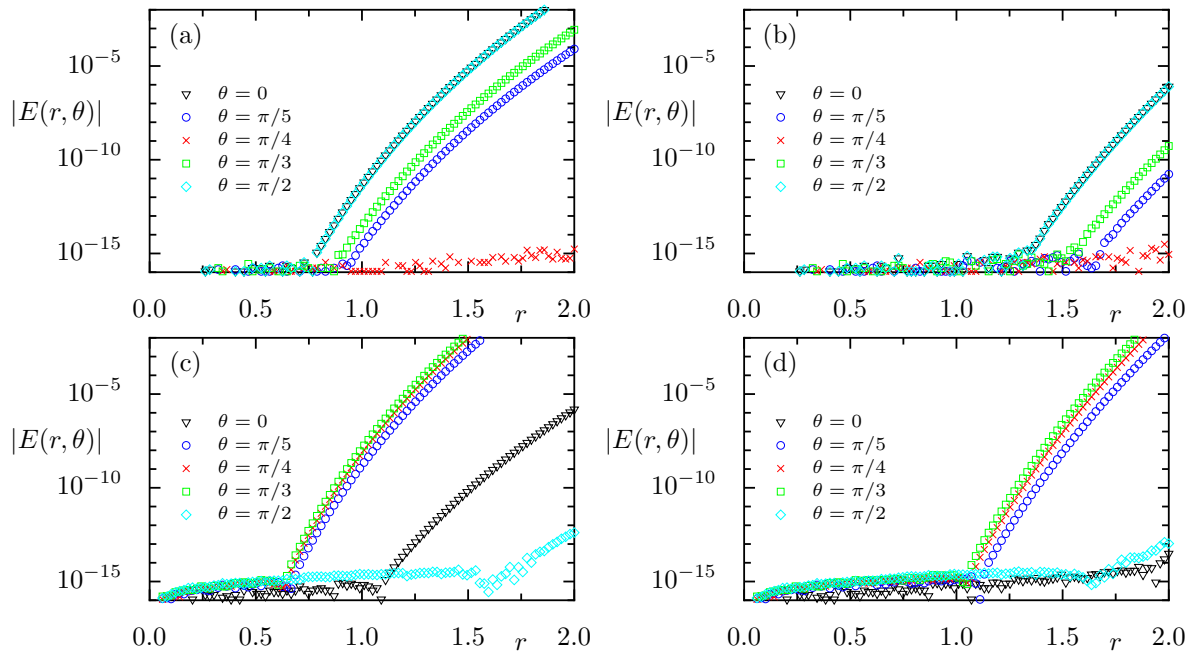 (a)
10⁻⁵
|E(r, θ)|
10⁻¹⁰
10⁻¹⁵
θ = 0
θ = π/5
θ = π/4
θ = π/3
θ = π/2
0.0 0.5 1.0 1.5 r 2.0
(b)
10⁻⁵
|E(r, θ)|
10⁻¹⁰
10⁻¹⁵
θ = 0
θ = π/5
θ = π/4
θ = π/3
θ = π/2
0.0 0.5 1.0 1.5 r 2.0
(c)
10⁻⁵
|E(r, θ)|
10⁻¹⁰
10⁻¹⁵
θ = 0
θ = π/5
θ = π/4
θ = π/3
θ = π/2
0.0 0.5 1.0 1.5 r 2.0
(d)
10⁻⁵
|E(r, θ)|
10⁻¹⁰
10⁻¹⁵
θ = 0
θ = π/5
θ = π/4
θ = π/3
θ = π/2
0.0 0.5 1.0 1.5 r 2.0